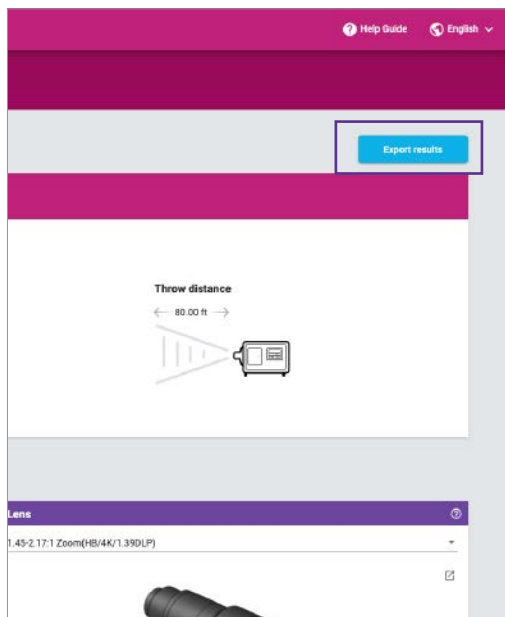 Help Guide English
Export results
Throw distance
80.00 ft
Lens
1.45-2.17:1 Zoom(HB/4K/1.39DLP)